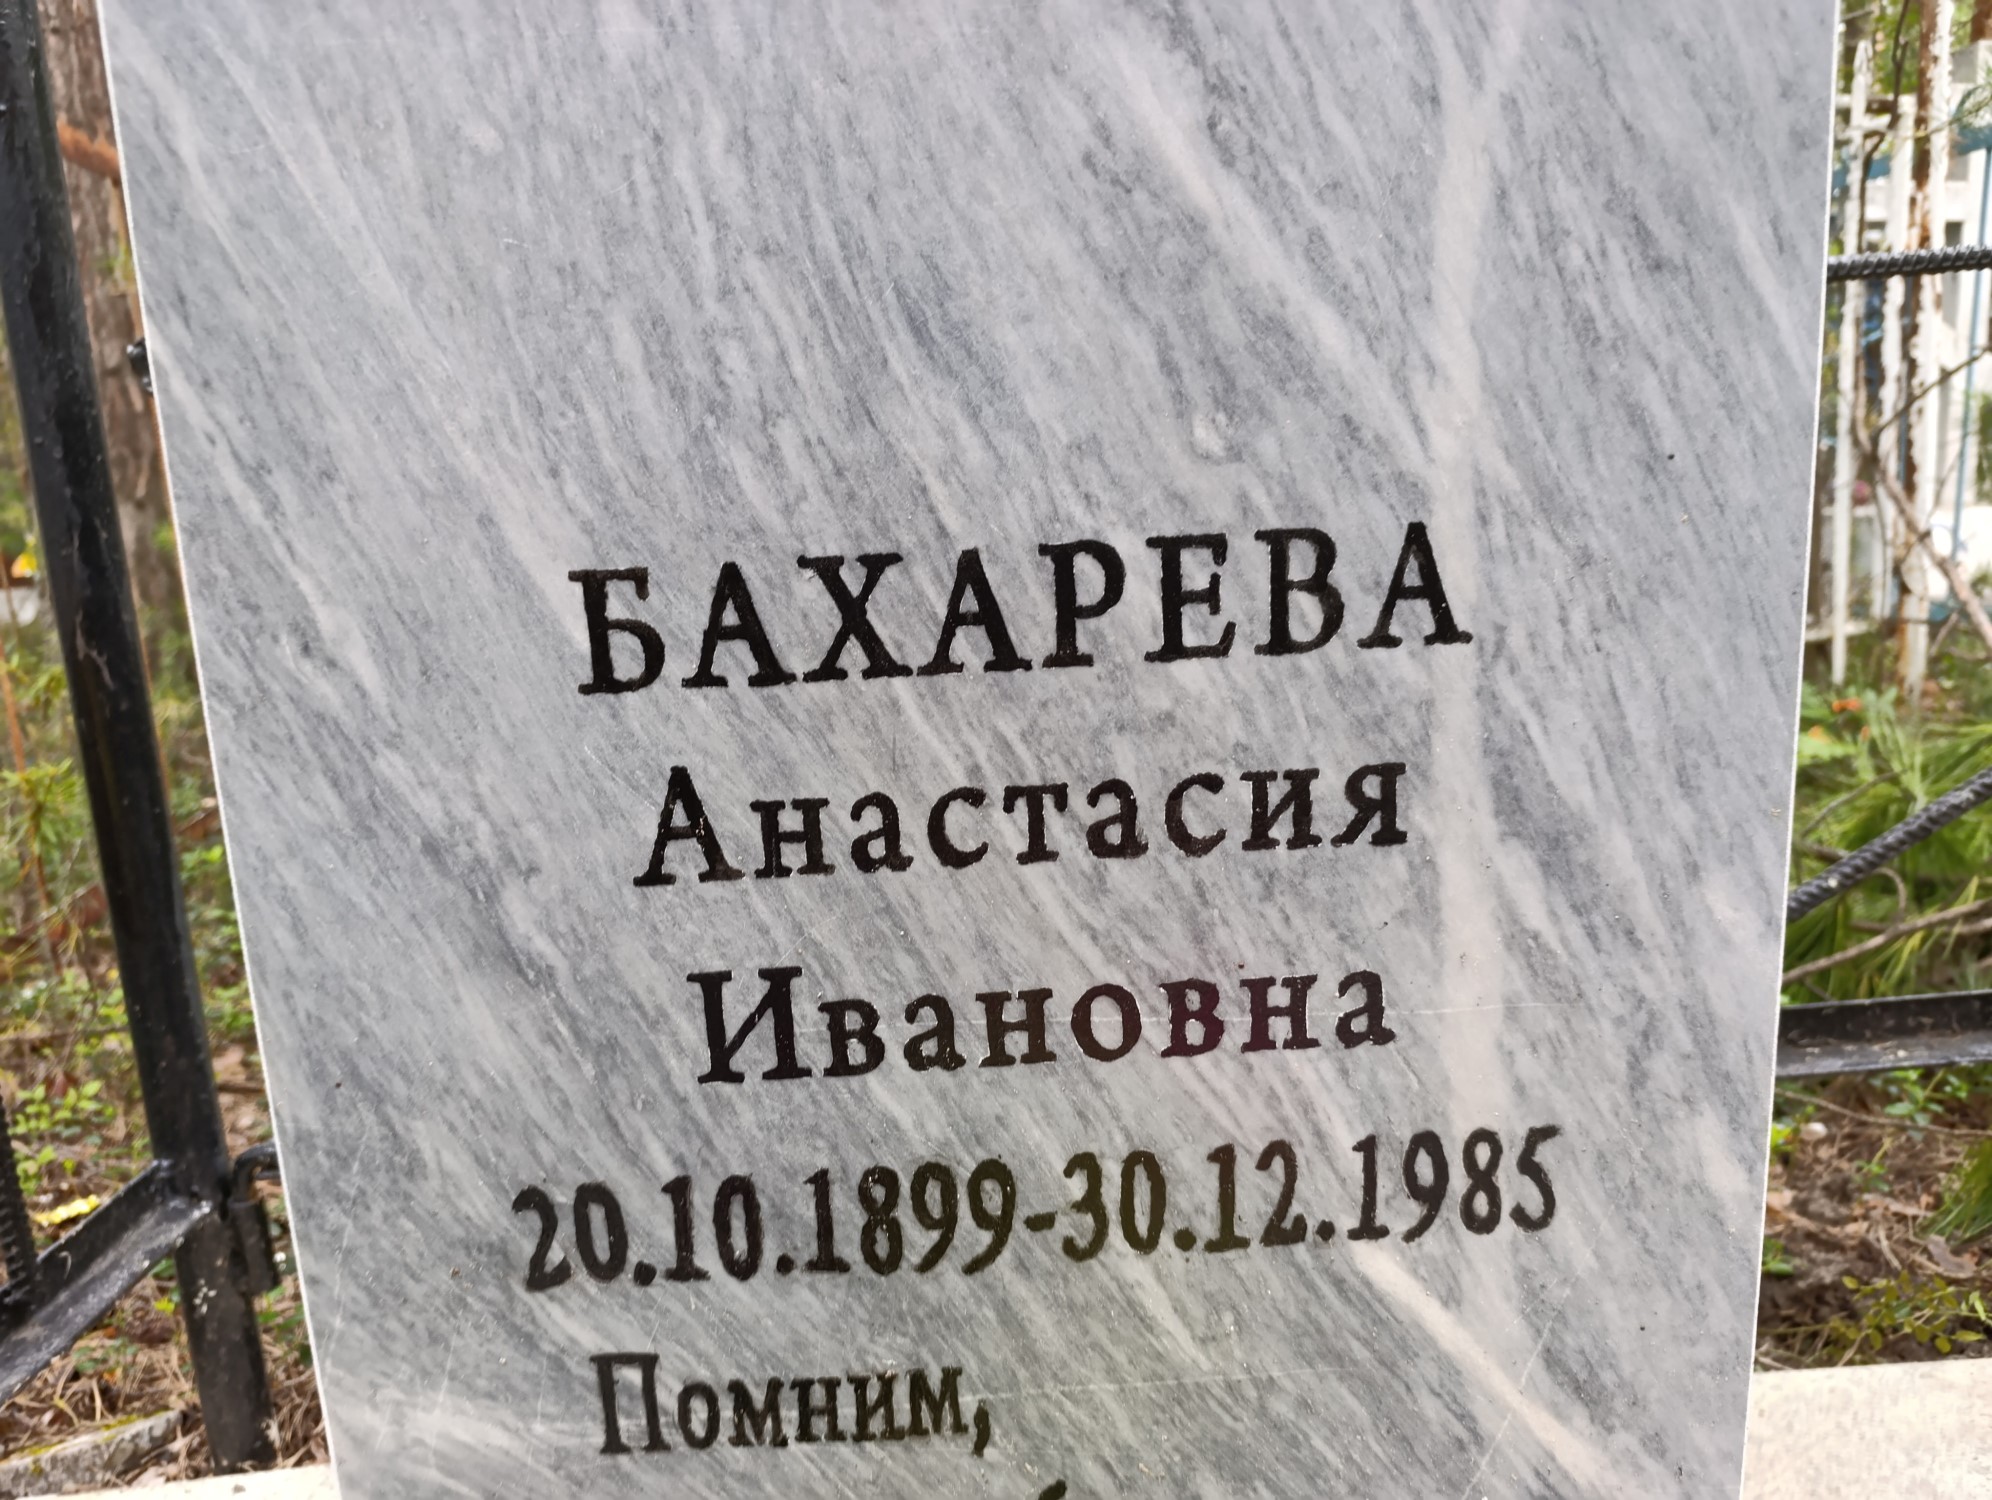 БАХАРЕВА
Анастасия
Ивановна
20.10.1899-30.12.1985
Помним,